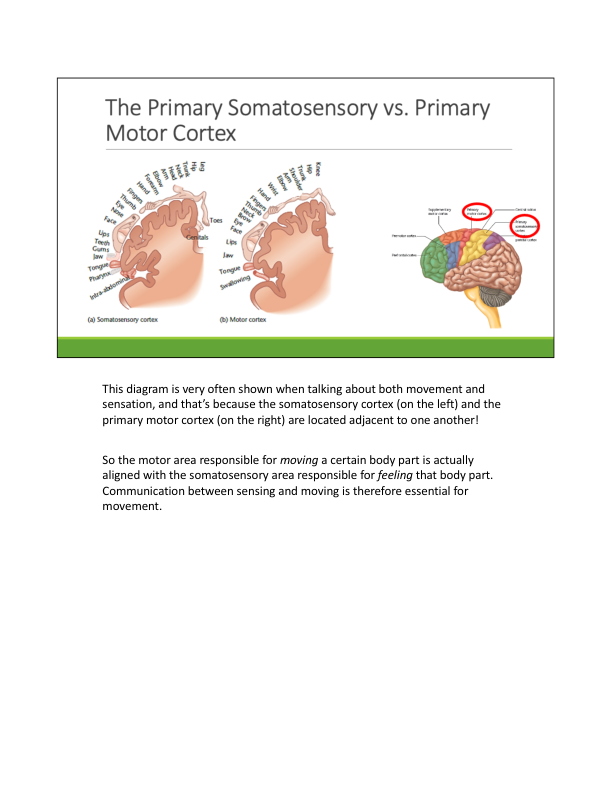 The Primary Somatosensory vs. Primary
Motor Cortex
Leg
Hip
Trunk
Neck
Head
Arm
Elbow
Forearm
Hand
Fingers
Thumb
Eye
Nose
Face
Lips
Teeth
Gums
Jaw
Tongue
Pharynx
Intra-abdominal
Toes
Genitals
(a) Somatosensory cortex
Knee
Hip
Trunk
Shoulder
Arm
Elbow
Wrist
Hand
Fingers
Thumb
Neck
Brow
Eye
Face
Lips
Jaw
Tongue
Swallowing
(b) Motor cortex
Supplementary
motor cortex
Primary
motor cortex
Central sulcus
Primary
somatosensory
cortex
parietal cortex
Premotor cortex
Prefrontal cortex
This diagram is very often shown when talking about both movement and
sensation, and that's because the somatosensory cortex (on the left) and the
primary motor cortex (on the right) are located adjacent to one another!
So the motor area responsible for moving a certain body part is actually
aligned with the somatosensory area responsible for feeling that body part.
Communication between sensing and moving is therefore essential for
movement.